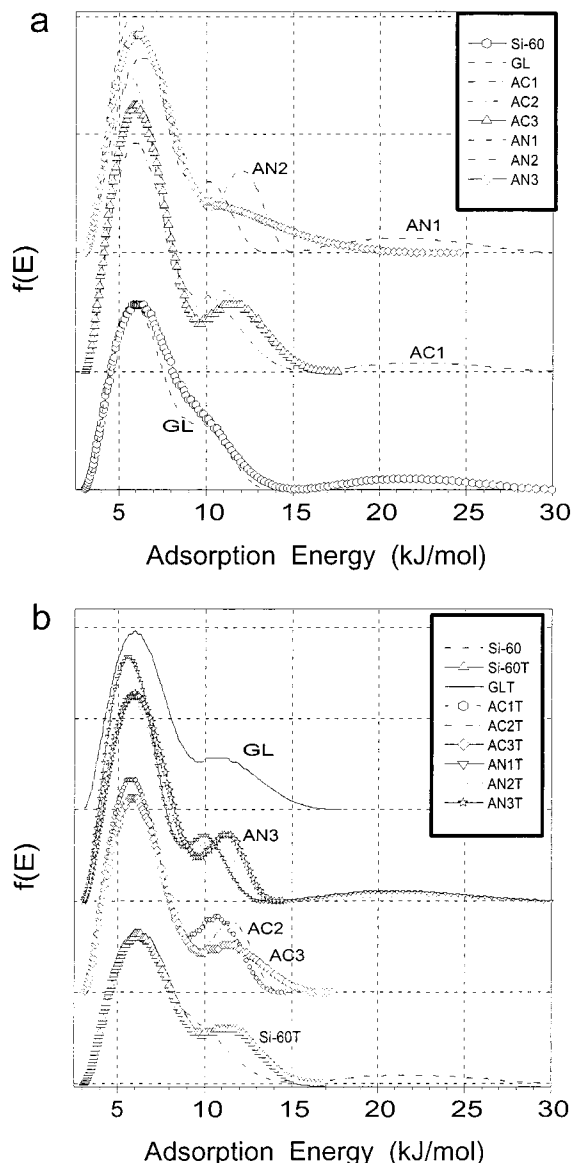 a
Si-60
GL
AC1
AC2
AC3
AN1
AN2
AN3
AN2
AN1
AC1
GL
f(E)
5 10 15 20 25 30
Adsorption Energy (kJ/mol)
b
Si-60
Si-60T
GLT
AC1T
AC2T
AC3T
AN1T
AN2T
AN3T
GL
AN3
AC2
AC3
Si-60T
f(E)
5 10 15 20 25 30
Adsorption Energy (kJ/mol)